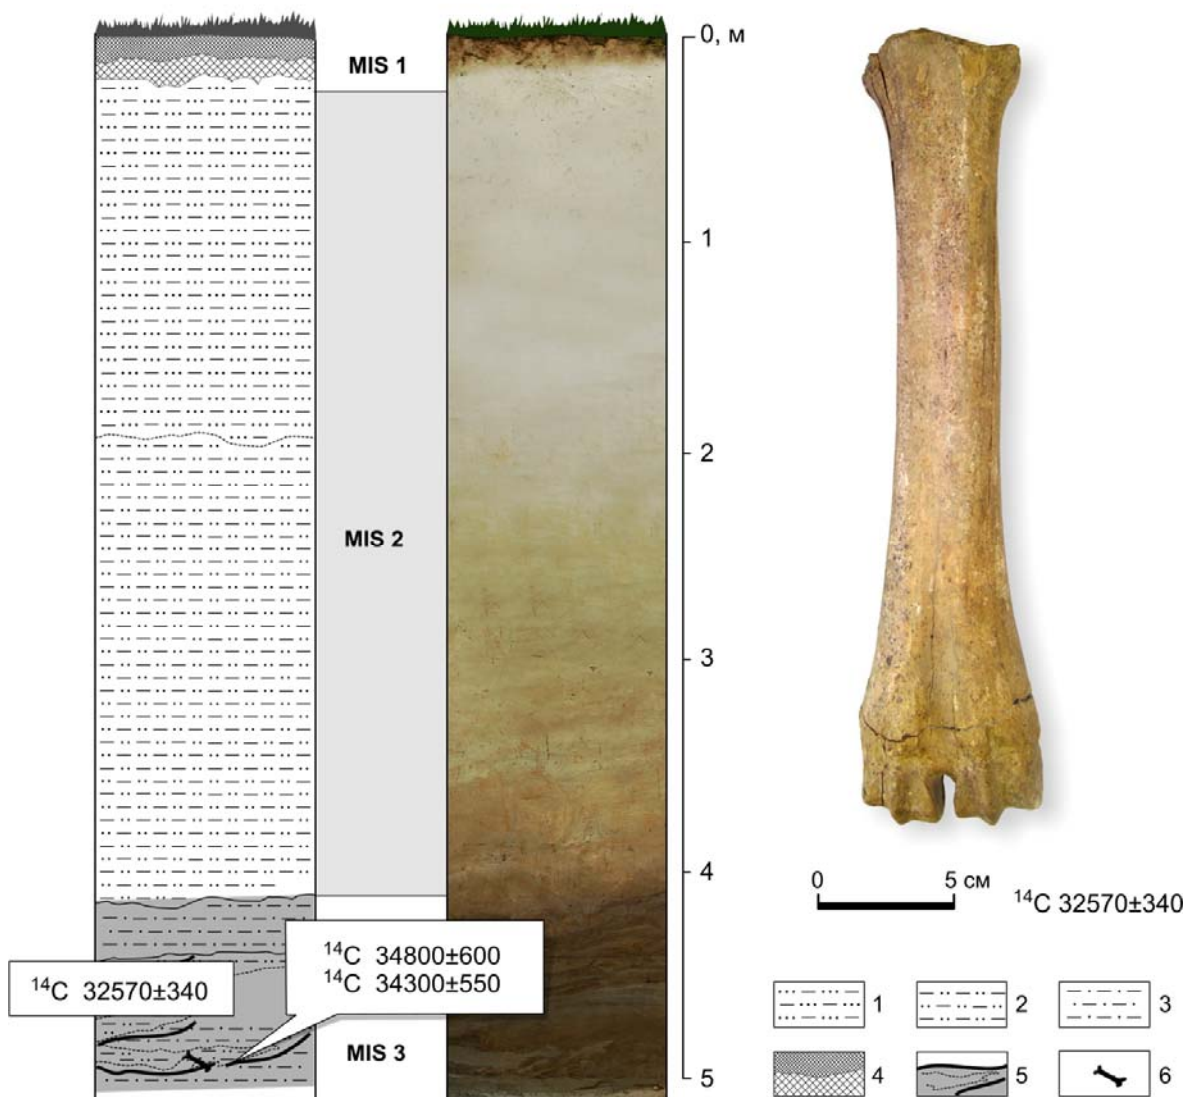 0, м
MIS 1
1
2
MIS 2
3
4
0 5 см
¹⁴C 32570±340
¹⁴C 34800±600
¹⁴C 34300±550
¹⁴C 32570±340
MIS 3
5
1 2 3
4 5 6